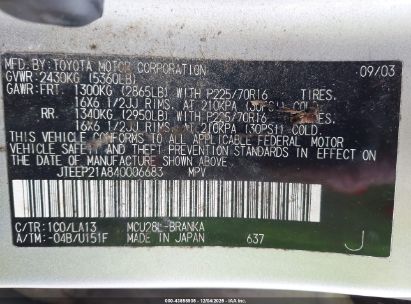 MFD. BY: TOYOTA MOTOR CORPORATION 09/03
GVWR: 2430KG (5360LB)
GAWR: FRT. 1300KG (2865LB) WITH P225/70R16 TIRES.
16X6 1/2JJ RIMS, AT 210KPA (30PSI) COLD.
RR. 1340KG (2950LB) WITH P225/70R16 TIRES.
16X6 1/2JJ RIMS, AT 210KPA (30PSI) COLD.
THIS VEHICLE CONFORMS TO ALL APPLICABLE FEDERAL MOTOR
VEHICLE SAFETY STANDARDS IN EFFECT ON THE DATE OF
MANUFACTURE SHOWN ABOVE.
JTEEP21A840006683 MPV
C/TR: 1C0/LA13 MCU28L-BRANKA
A/TM: -04B/U151F MADE IN JAPAN 637 J